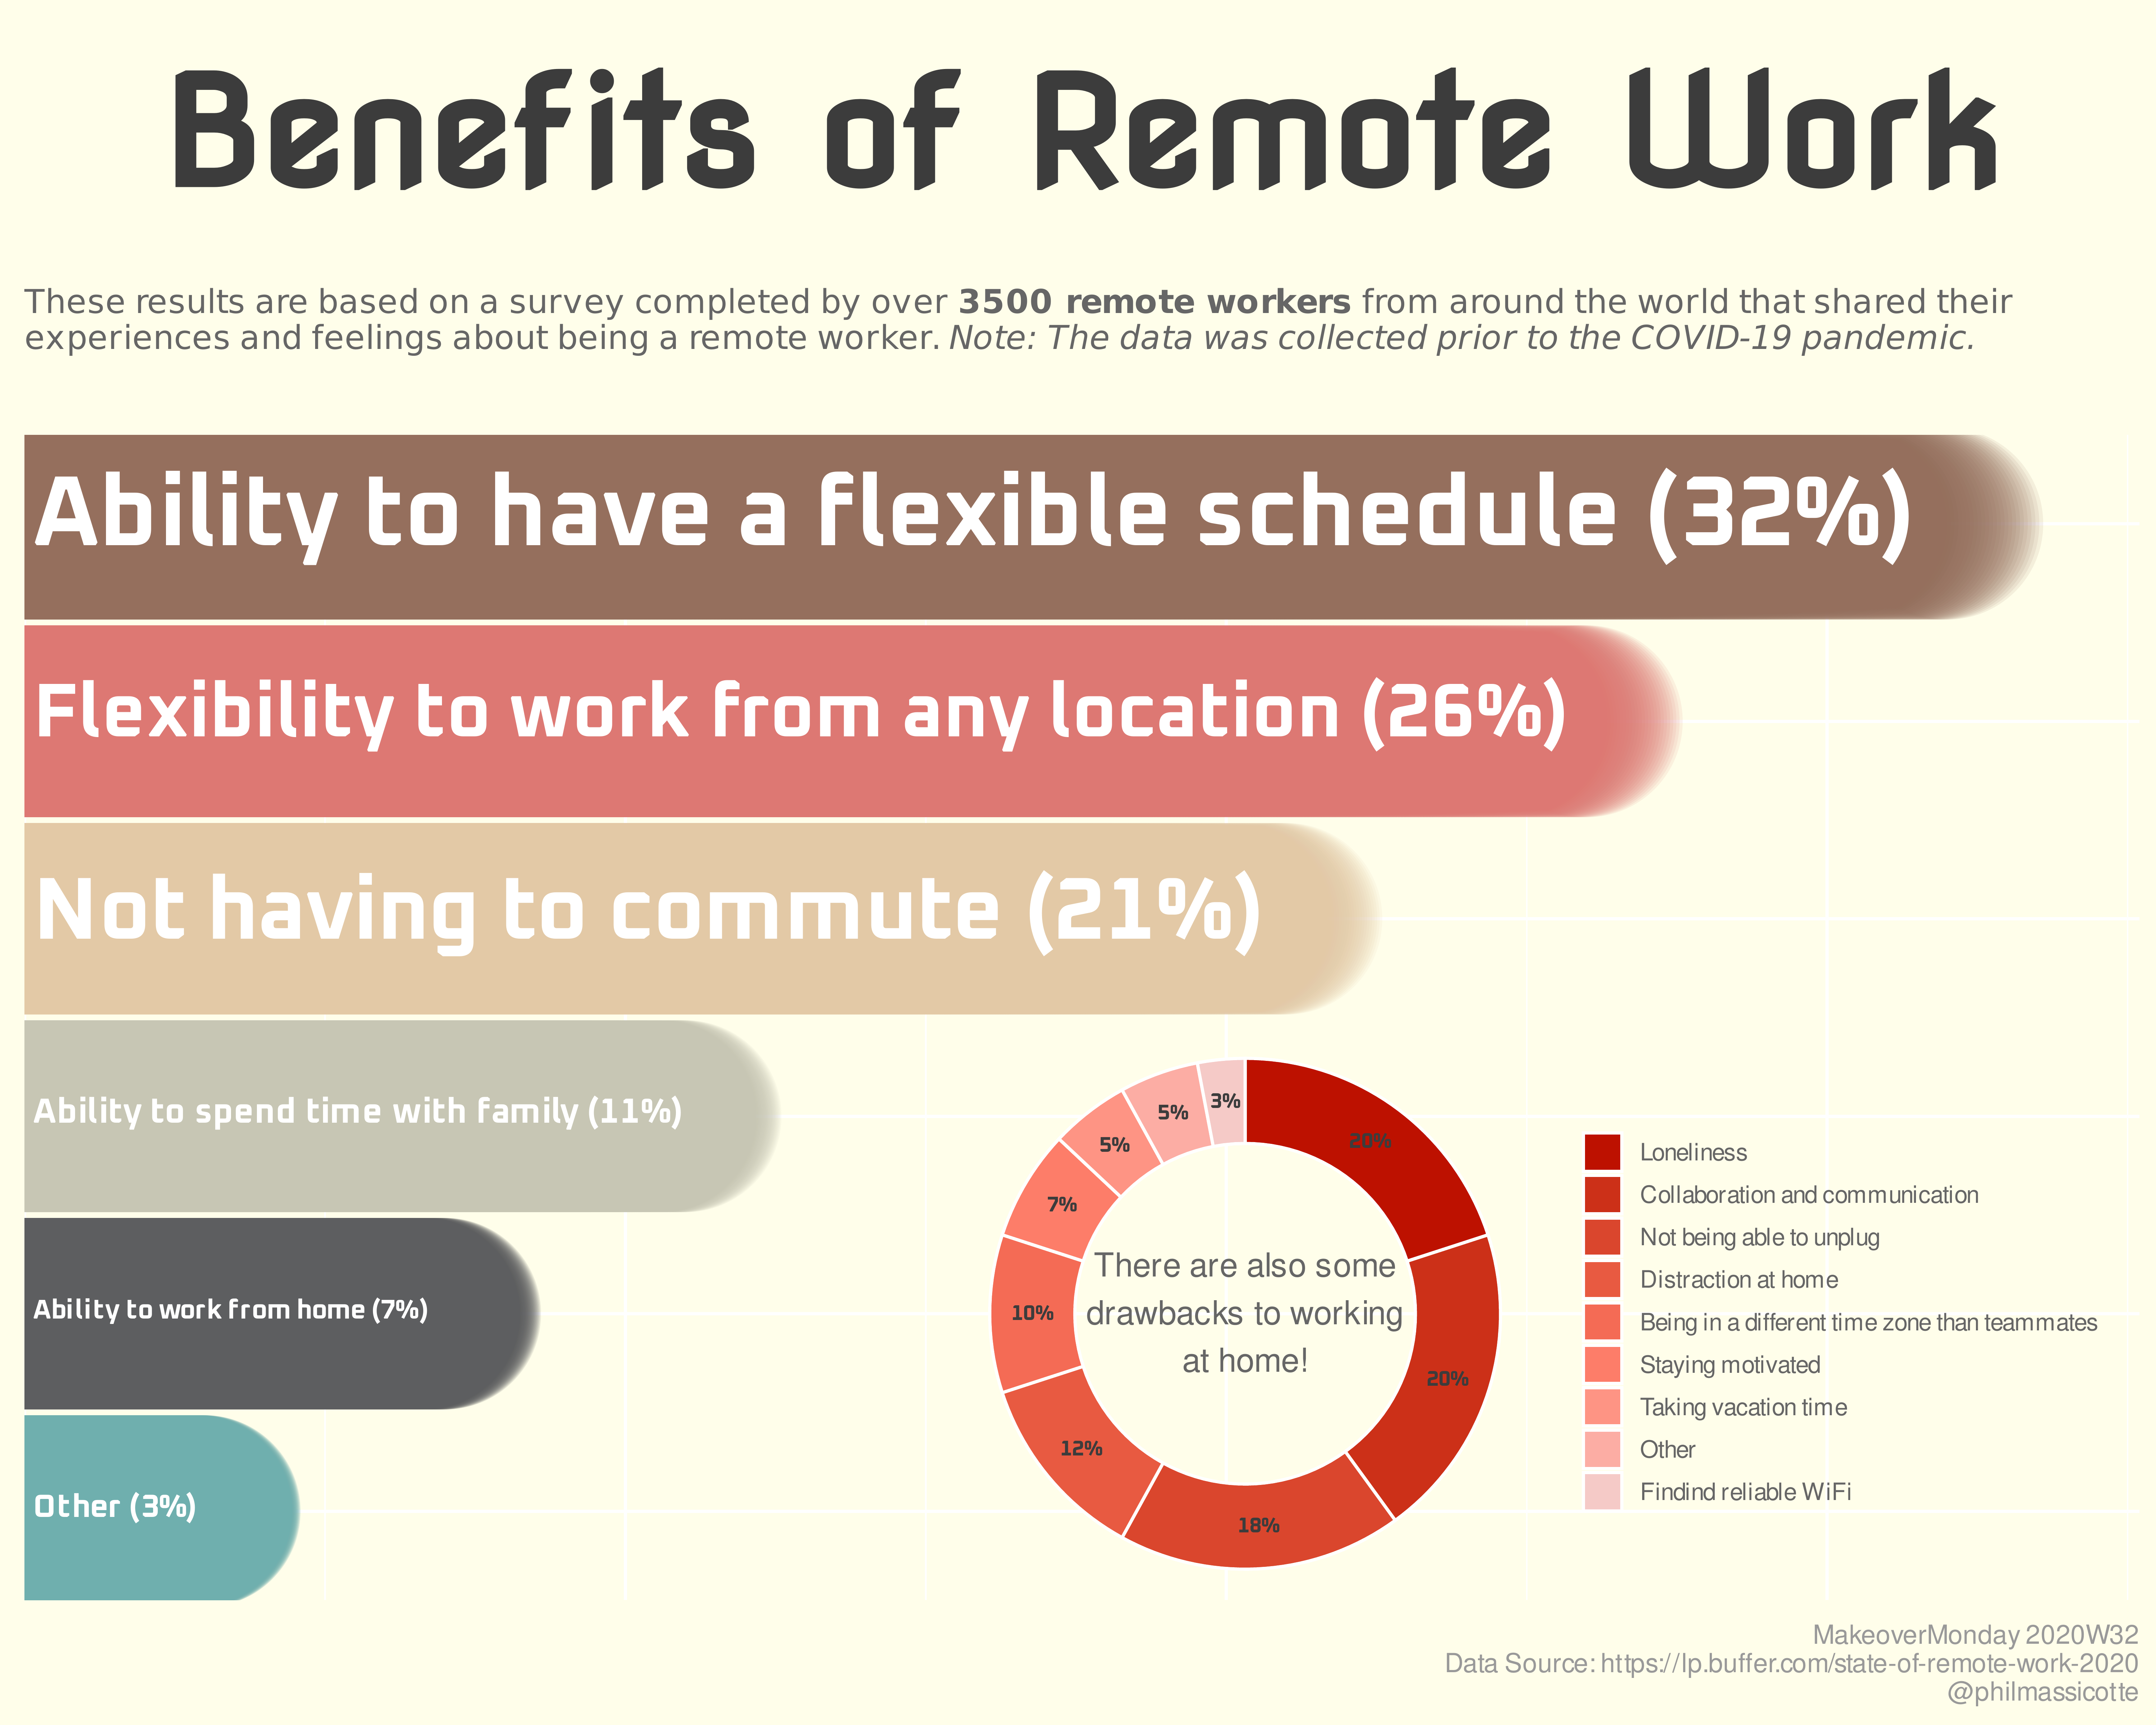 Benefits of Remote Work
These results are based on a survey completed by over 3500 remote workers from around the world that shared their
experiences and feelings about being a remote worker. Note: The data was collected prior to the COVID-19 pandemic.
Ability to have a flexible schedule (32%)
Flexibility to work from any location (26%)
Not having to commute (21%)
Ability to spend time with family (11%)
Ability to work from home (7%)
Other (3%)
20%
20%
18%
12%
10%
7%
5%
5%
3%
There are also some
drawbacks to working
at home!
Loneliness
Collaboration and communication
Not being able to unplug
Distraction at home
Being in a different time zone than teammates
Staying motivated
Taking vacation time
Other
Findind reliable WiFi
MakeoverMonday 2020W32
Data Source: https://lp.buffer.com/state-of-remote-work-2020
@philmassicotte